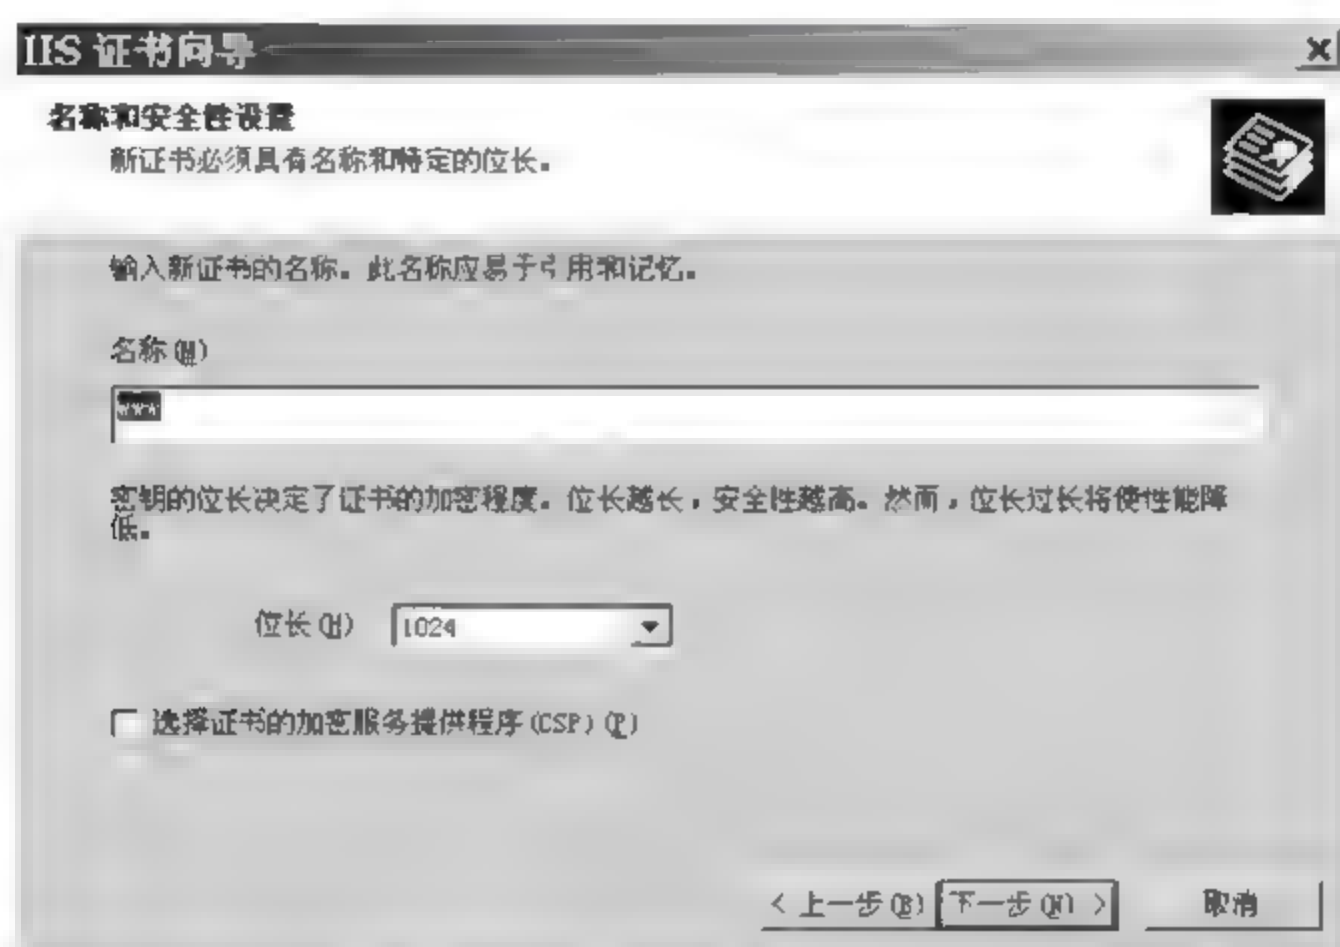 IIS 证书向导
名称和安全性设置
新证书必须具有名称和特定的位长。
输入新证书的名称。此名称应易于引用和记忆。
名称(M)
www
密钥的位长决定了证书的加密程度。位长越长，安全性越高。然而，位长过长将使性能降
低。
位长(H) 1024
选择证书的加密服务提供程序(CSP)(P)
< 上一步(B) 下一步(N) > 取消